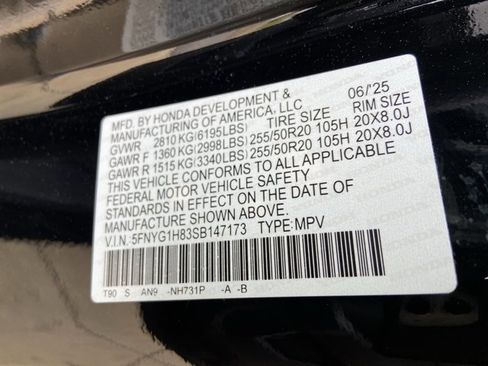 MFD. BY HONDA DEVELOPMENT & 06/'25
MANUFACTURING OF AMERICA, LLC
GVWR 2810 KG(6195LBS) TIRE SIZE RIM SIZE
GAWR F 1360 KG(2998LBS) 255/50R20 105H 20X8.0J
GAWR R 1515 KG(3340LBS) 255/50R20 105H 20X8.0J
THIS VEHICLE CONFORMS TO ALL APPLICABLE
FEDERAL MOTOR VEHICLE SAFETY
STANDARDS IN EFFECT ON THE DATE OF
MANUFACTURE SHOWN ABOVE.
V.I.N. 5FNYG1H83SB147173 TYPE:MPV
T90 S AN9 -NH731P -A -B